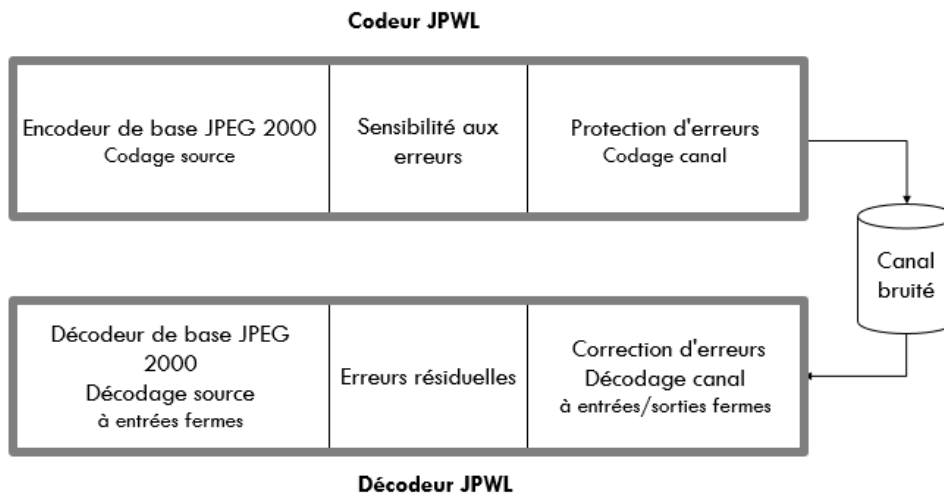 Codeur JPWL
Encodeur de base JPEG 2000
Codage source
Sensibilité aux
erreurs
Protection d'erreurs
Codage canal
Canal
bruité
Décodeur de base JPEG
2000
Décodage source
à entrées fermes
Erreurs résiduelles
Correction d'erreurs
Décodage canal
à entrées/sorties fermes
Décodeur JPWL